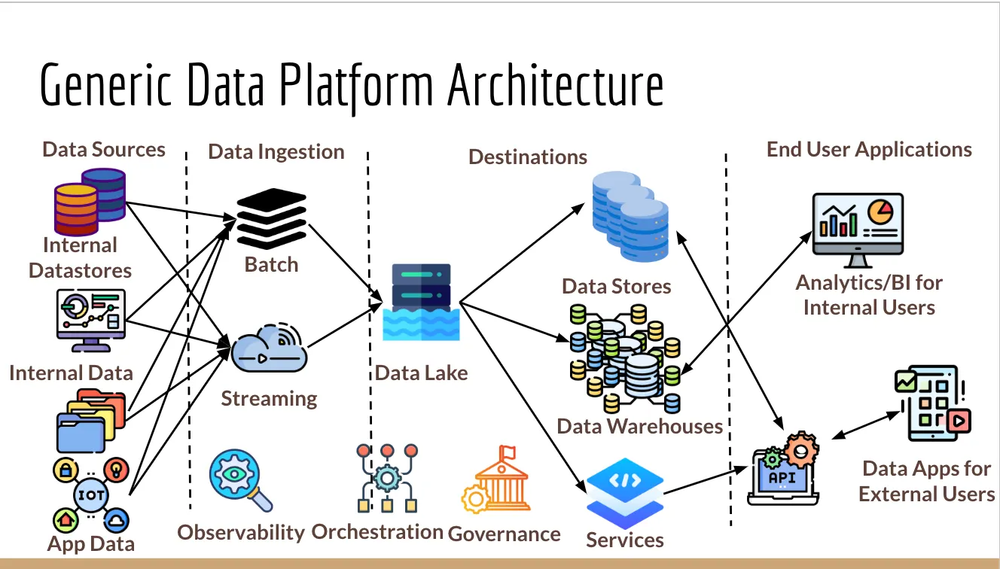 Generic Data Platform Architecture
Data Sources
Data Ingestion
Destinations
End User Applications
Internal
Datastores
Batch
Data Stores
Analytics/BI for
Internal Users
Internal Data
Streaming
Data Lake
Data Warehouses
API
IOT
Data Apps for
External Users
App Data
Observability
Orchestration
Governance
Services